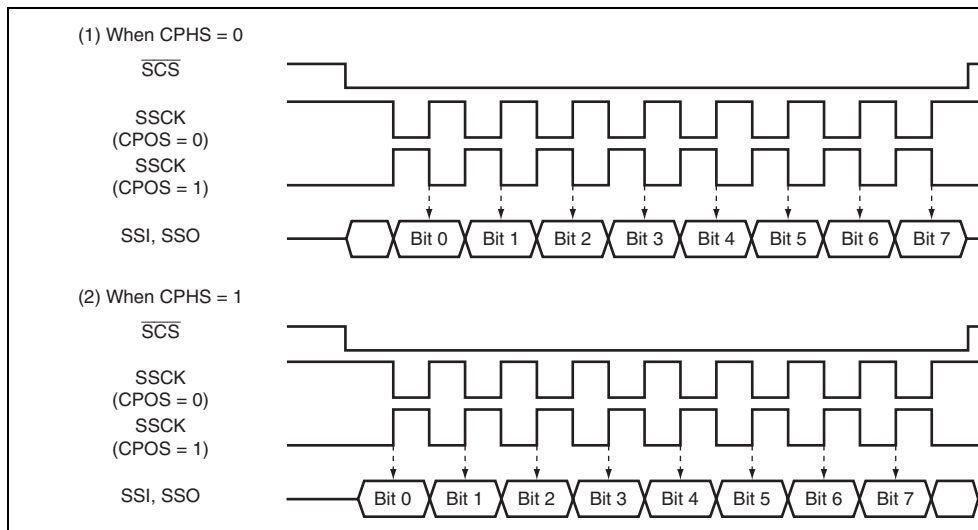 (1) When CPHS = 0
SCS
SSCK
(CPOS = 0)
SSCK
(CPOS = 1)
SSI, SSO
Bit 0 Bit 1 Bit 2 Bit 3 Bit 4 Bit 5 Bit 6 Bit 7
(2) When CPHS = 1
SCS
SSCK
(CPOS = 0)
SSCK
(CPOS = 1)
SSI, SSO
Bit 0 Bit 1 Bit 2 Bit 3 Bit 4 Bit 5 Bit 6 Bit 7